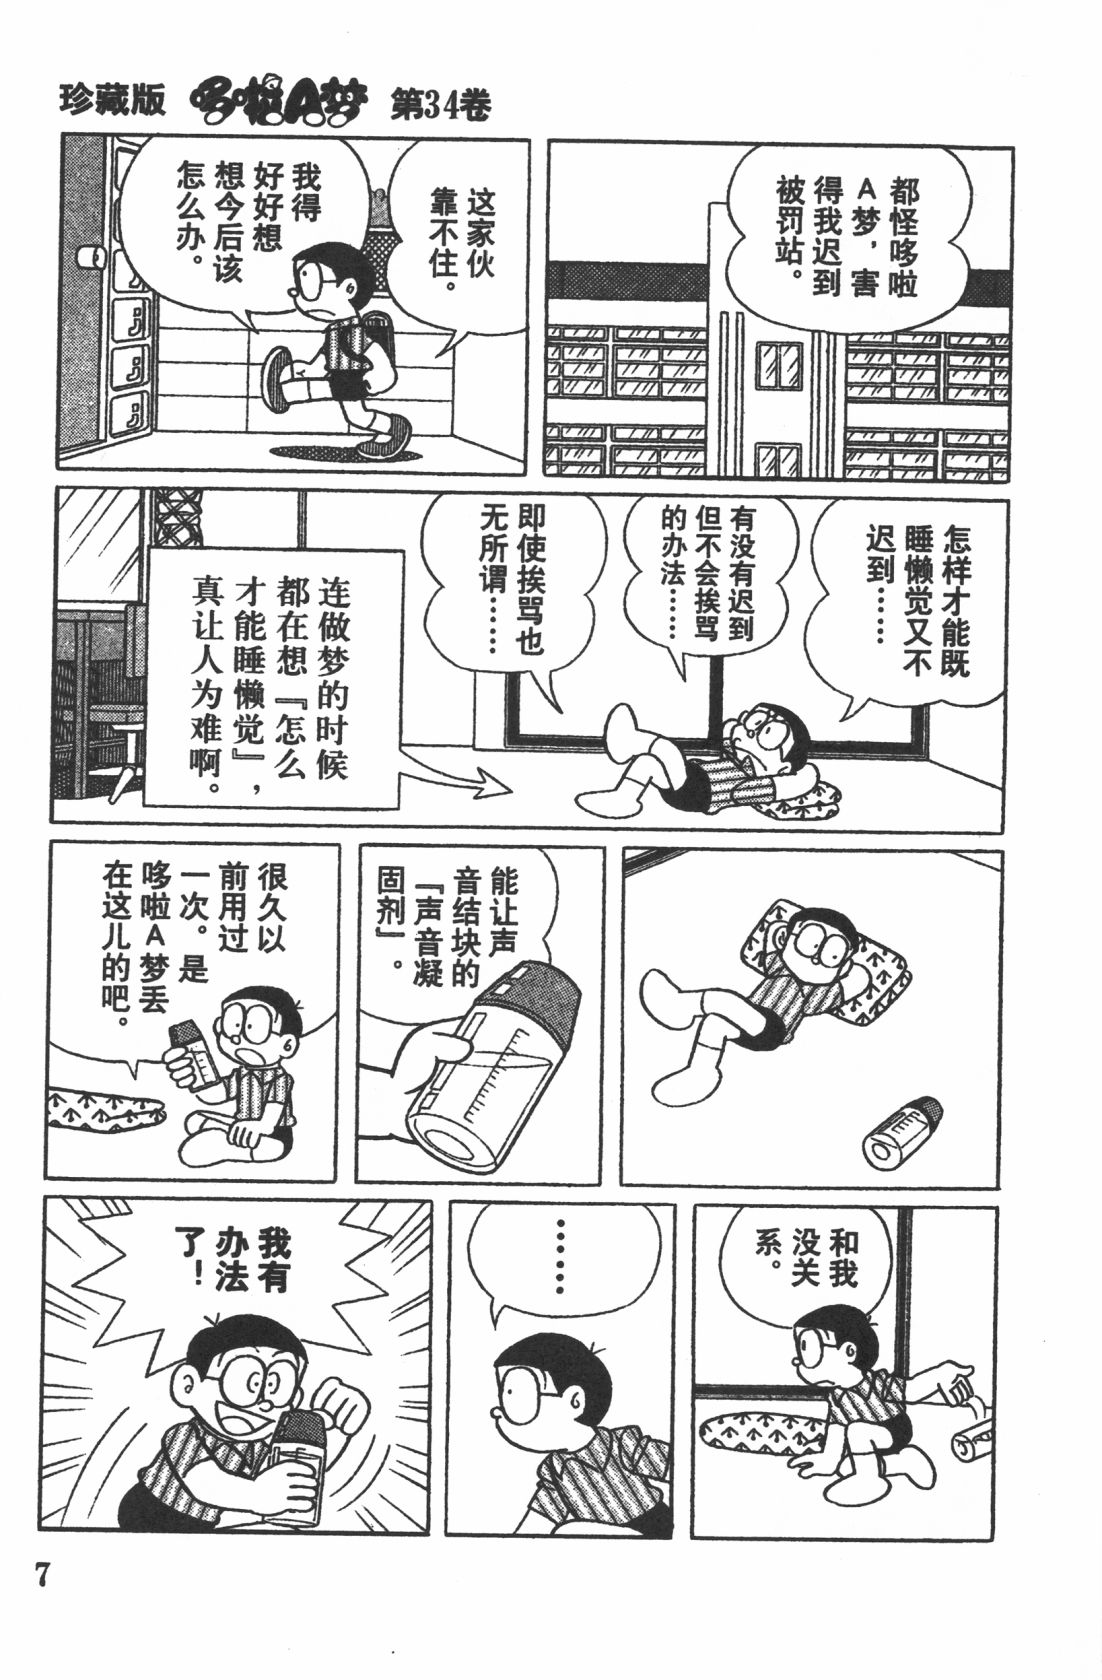 珍藏版 哆啦A梦 第34卷
都怪哆啦
A梦，害
得我迟到
被罚站。
这家伙
靠不住。
我得
好好想
想今后该
怎么办。
怎样才能既
睡懒觉又不
迟到……
有没有迟到
但不会挨骂
的办法……
即使挨骂也
无所谓……
连做梦的时候
都在想『怎么
才能睡懒觉』，
真让人为难啊。
能让声
音结块的
『声音凝
固剂』。
很久以
前用过
一次。是
哆啦A梦丢
在这儿的吧。
和我
没关
系。
……
我有
办法
了！
7